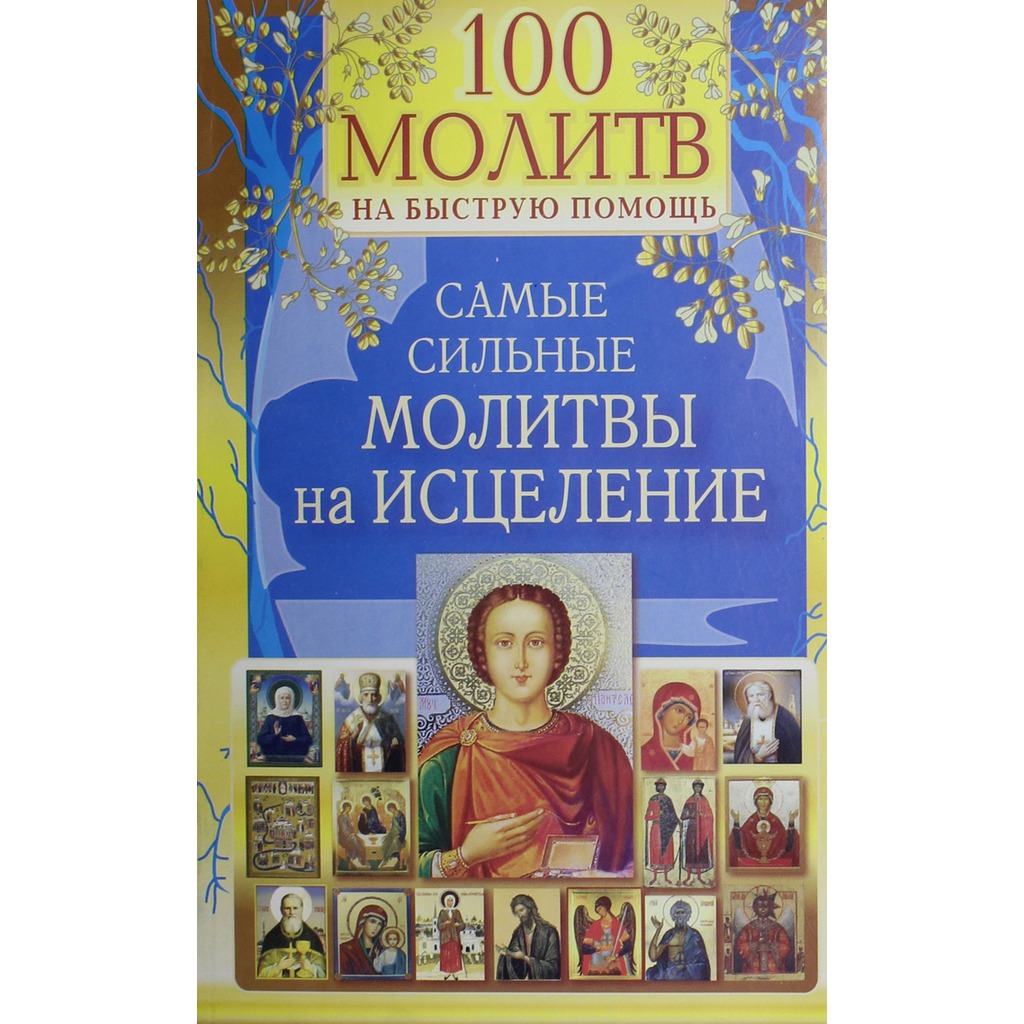 100
МОЛИТВ
НА БЫСТРУЮ ПОМОЩЬ
САМЫЕ
СИЛЬНЫЕ
МОЛИТВЫ
на ИСЦЕЛЕНИЕ